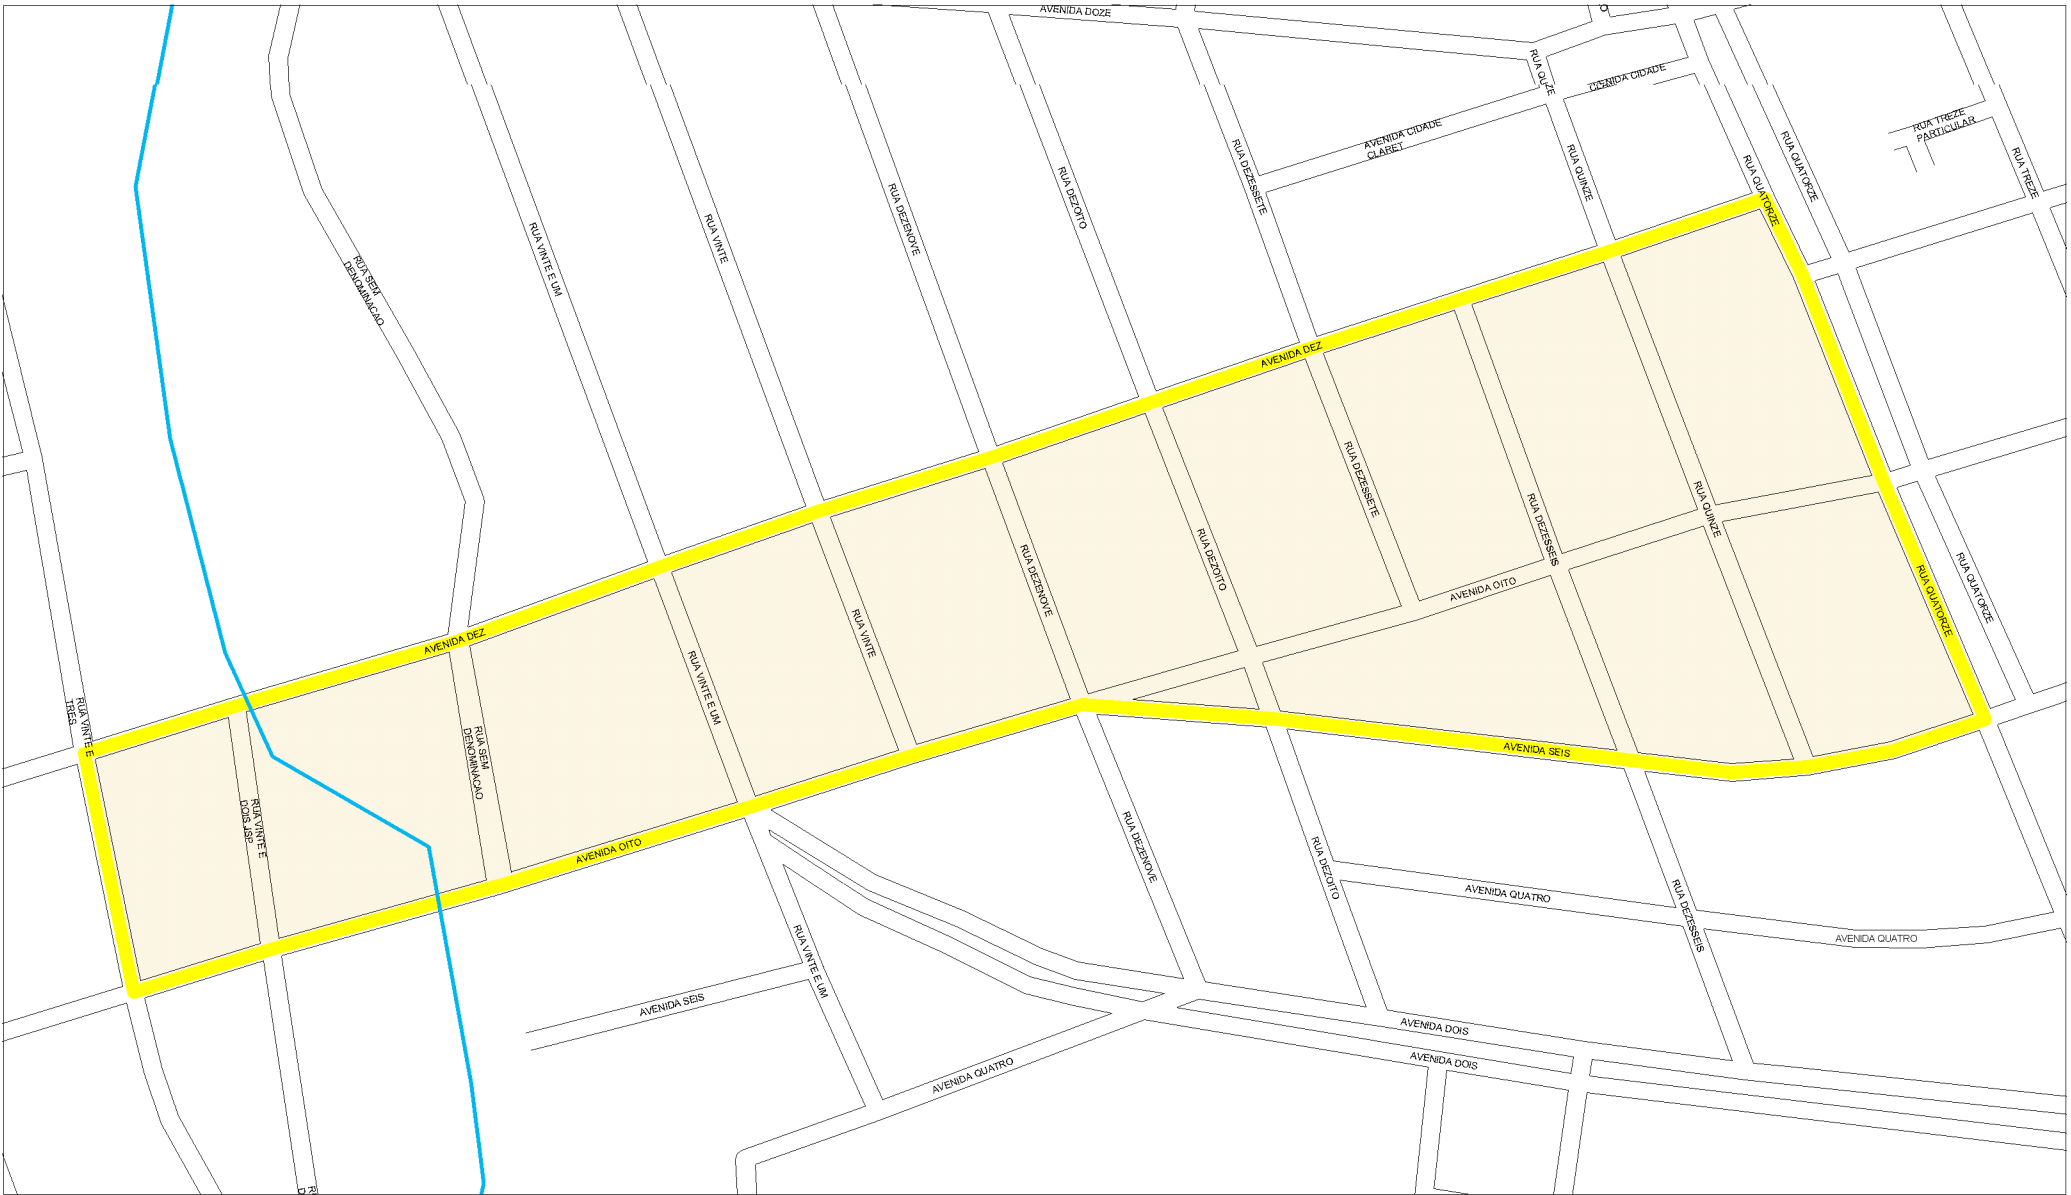 AVENIDA DOZE
RUA QUIZE
AVENIDA CIDADE
AVENIDA CIDADE
CLARET
RUA TREZE
PARTICULAR
RUA QUATORZE
RUA QUATORZE
RUA TREZE
RUA QUINZE
RUA DEZESSETE
RUA DEZOITO
RUA DEZENOVE
RUA VINTE
RUA VINTE E UM
RUA SEM
DENOMINACAO
AVENIDA DEZ
RUA DEZESSETE
RUA DEZESSEIS
RUA QUINZE
RUA DEZOITO
RUA DEZENOVE
AVENIDA OITO
RUA QUATORZE
RUA QUATORZE
RUA VINTE
AVENIDA DEZ
RUA VINTE E UM
RUA VINTE E
TRES
RUA SEM
DENOMINACAO
AVENIDA SEIS
RUA VINTE E
DOIS JSP
AVENIDA OITO
RUA DEZENOVE
RUA DEZOITO
AVENIDA QUATRO
RUA DEZESSEIS
AVENIDA QUATRO
RUA VINTE E UM
AVENIDA SEIS
AVENIDA DOIS
AVENIDA DOIS
AVENIDA QUATRO